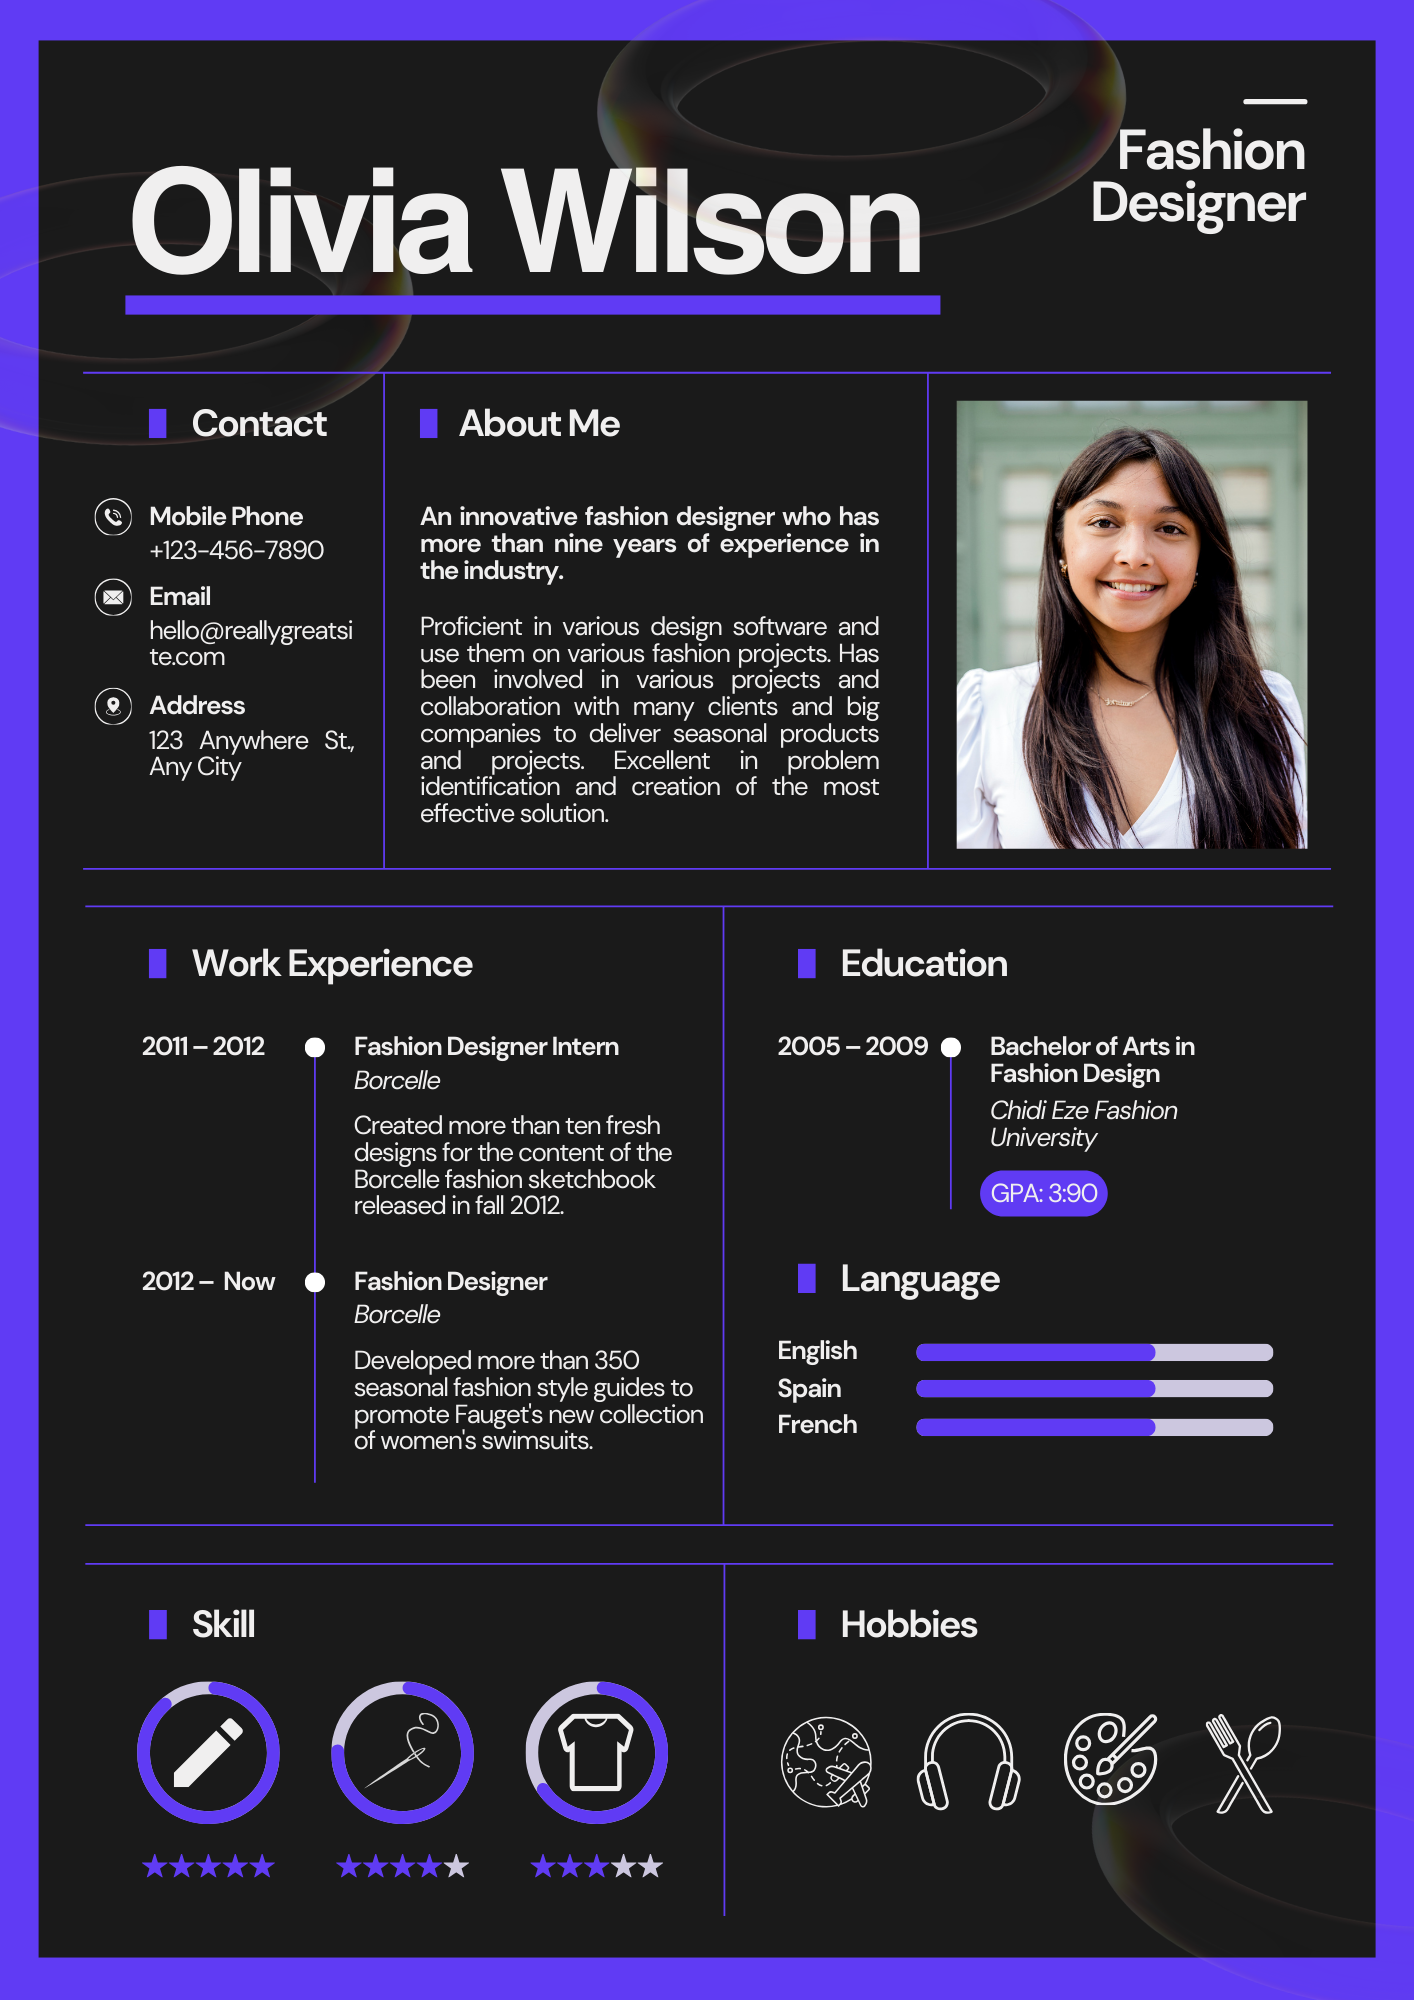 Fashion
Designer
Olivia Wilson
Contact
Mobile Phone
+123-456-7890
Email
hello@reallygreatsi
te.com
Address
123 Anywhere St.,
Any City
About Me
An innovative fashion designer who has
more than nine years of experience in
the industry.
Proficient in various design software and
use them on various fashion projects. Has
been involved in various projects and
collaboration with many clients and big
companies to deliver seasonal products
and projects. Excellent in problem
identification and creation of the most
effective solution.
Work Experience
2011 – 2012
Fashion Designer Intern
Borcelle
Created more than ten fresh
designs for the content of the
Borcelle fashion sketchbook
released in fall 2012.
2012 – Now
Fashion Designer
Borcelle
Developed more than 350
seasonal fashion style guides to
promote Fauget's new collection
of women's swimsuits.
Education
2005 – 2009
Bachelor of Arts in
Fashion Design
Chidi Eze Fashion
University
GPA: 3:90
Language
English
Spain
French
Skill
Hobbies